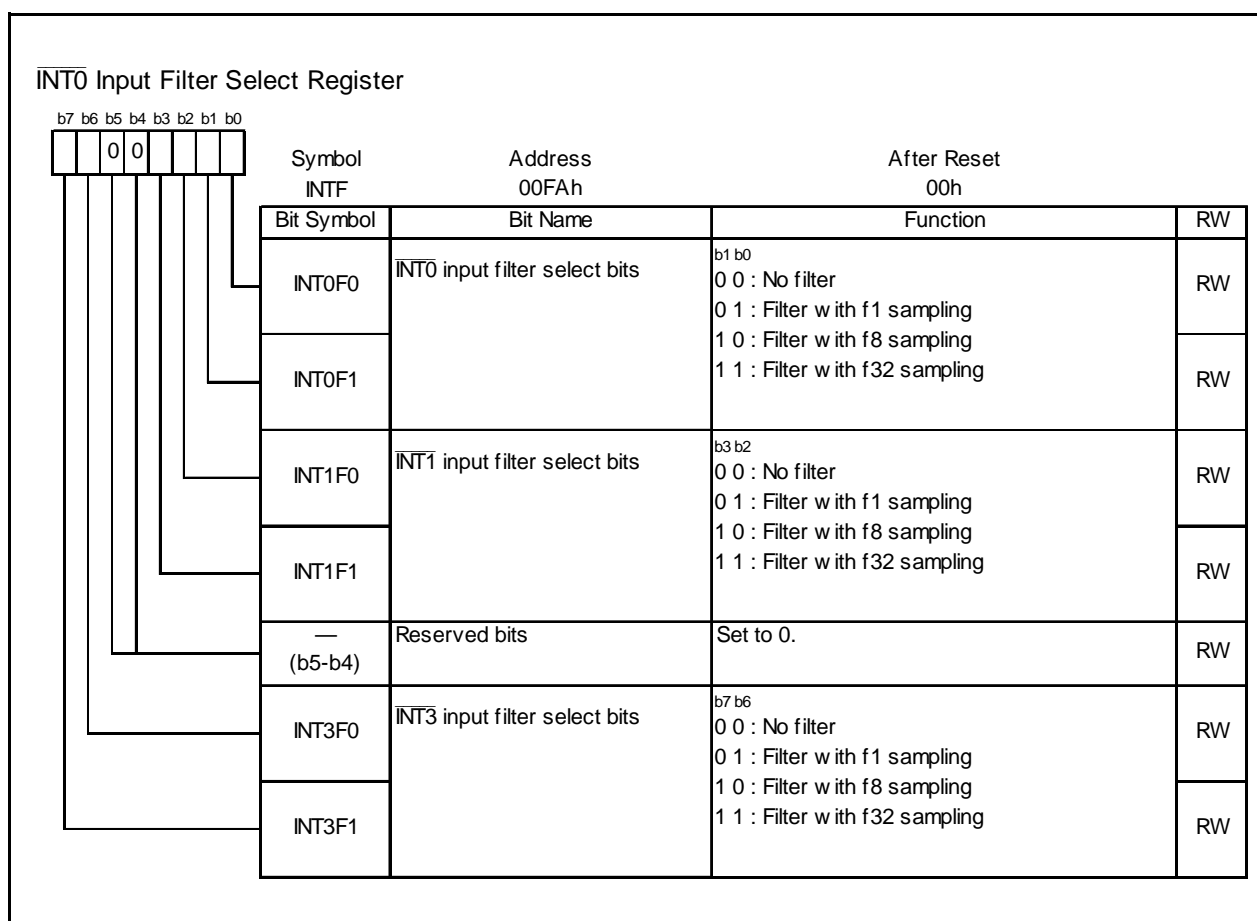 INT0 Input Filter Select Register
b7 b6 b5 b4 b3 b2 b1 b0
0 0
Symbol Address After Reset
INTF 00FAh 00h
Bit Symbol Bit Name Function RW
INT0F0 INT0 input filter select bits b1 b0
0 0 : No filter RW
0 1 : Filter with f1 sampling
1 0 : Filter with f8 sampling
INT0F1 1 1 : Filter with f32 sampling RW
INT1F0 INT1 input filter select bits b3 b2
0 0 : No filter RW
0 1 : Filter with f1 sampling
1 0 : Filter with f8 sampling
INT1F1 1 1 : Filter with f32 sampling RW
— Reserved bits Set to 0. RW
(b5-b4)
INT3F0 INT3 input filter select bits b7 b6
0 0 : No filter RW
0 1 : Filter with f1 sampling
1 0 : Filter with f8 sampling
INT3F1 1 1 : Filter with f32 sampling RW